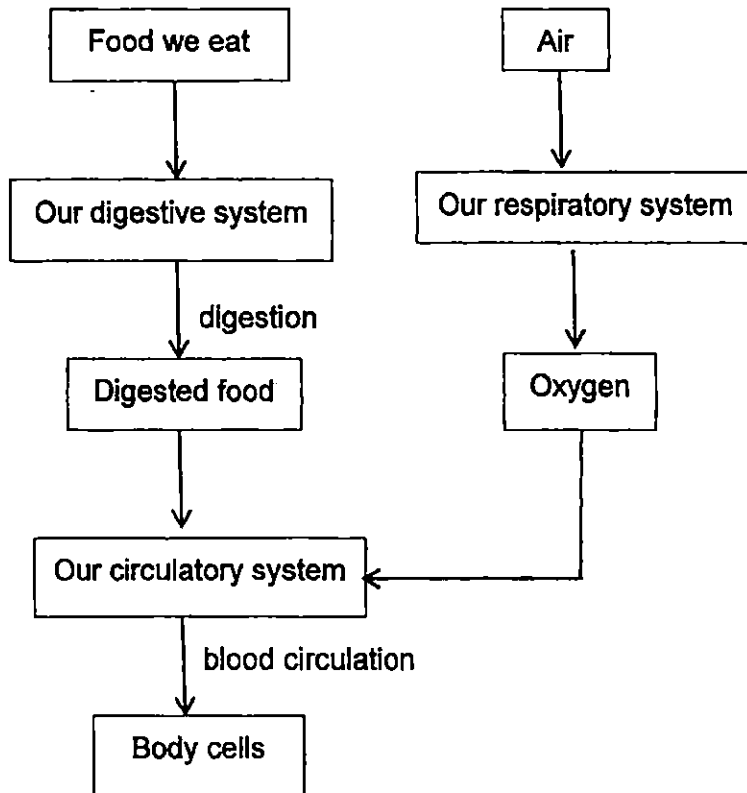 Food we eat
Air
Our digestive system
Our respiratory system
digestion
Digested food
Oxygen
Our circulatory system
blood circulation
Body cells